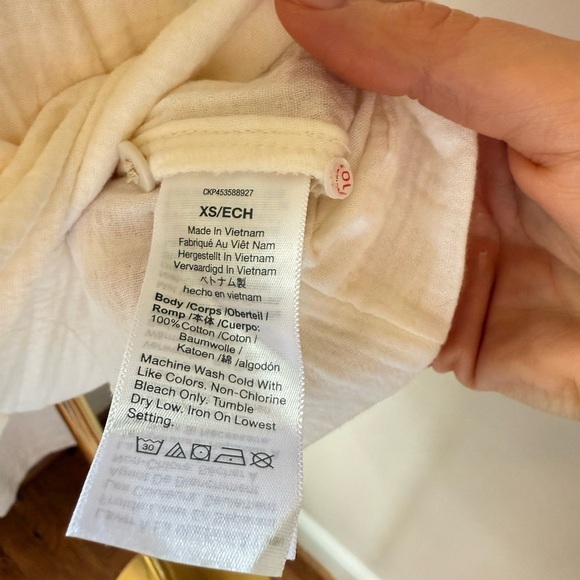 CKP453588927
XS/ECH
Made In Vietnam
Fabriqué Au Viêt Nam
Hergestellt In Vietnam
Vervaardigd In Vietnam
ベトナム製
hecho en vietnam
Body /Corps /Oberteil /
Romp /本体 /Cuerpo:
100%Cotton /Coton /
Baumwolle /
Katoen /綿 /algodón
Machine Wash Cold With
Like Colors. Non-Chlorine
Bleach Only. Tumble
Dry Low. Iron On Lowest
Setting.
30